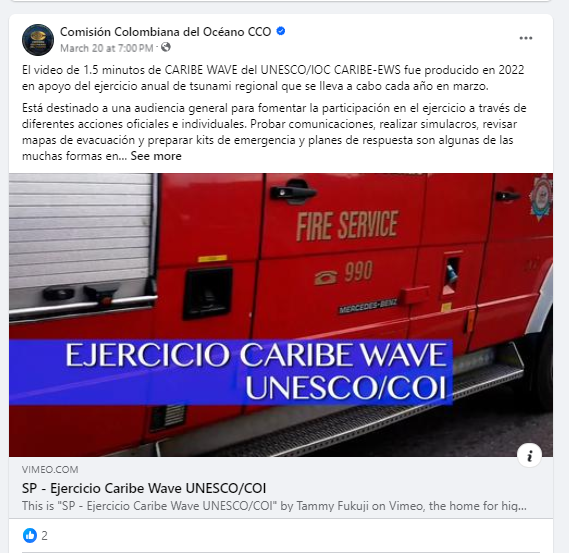 Comisión Colombiana del Océano CCO
March 20 at 7:00 PM ·
El video de 1.5 minutos de CARIBE WAVE del UNESCO/IOC CARIBE-EWS fue producido en 2022
en apoyo del ejercicio anual de tsunami regional que se lleva a cabo cada año en marzo.
Está destinado a una audiencia general para fomentar la participación en el ejercicio a través de
diferentes acciones oficiales e individuales. Probar comunicaciones, realizar simulacros, revisar
mapas de evacuación y preparar kits de emergencia y planes de respuesta son algunas de las
muchas formas en... See more
FIRE SERVICE
990
MERCEDES-BENZ
EJERCICIO CARIBE WAVE
UNESCO/COI
VIMEO.COM
SP - Ejercicio Caribe Wave UNESCO/COI
This is "SP - Ejercicio Caribe Wave UNESCO/COI" by Tammy Fukuji on Vimeo, the home for hig...
2